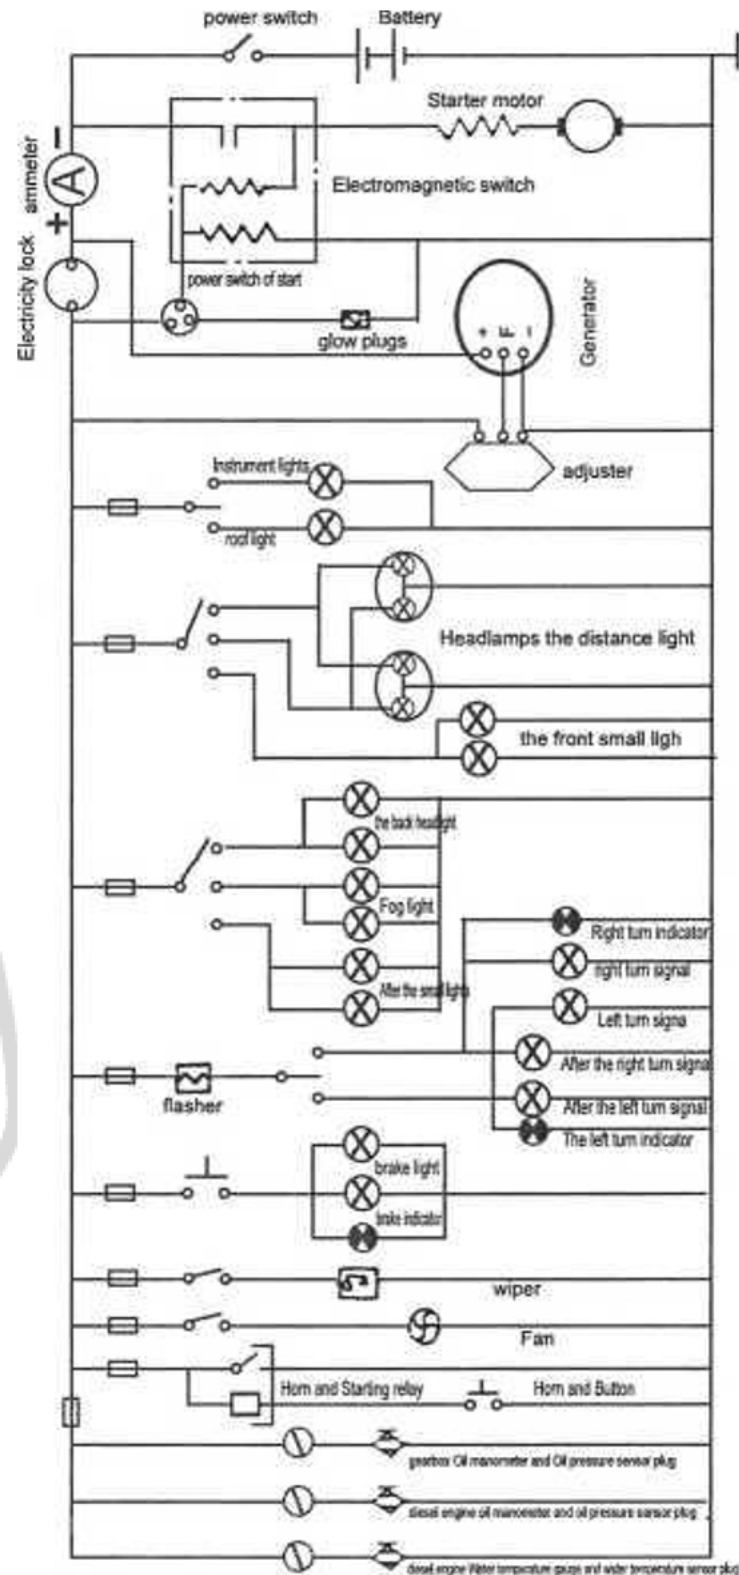 power switch
Battery
Starter motor
ammeter
A
Electromagnetic switch
Electricity lock
power switch of start
glow plugs
+ F −
Generator
adjuster
Instrument lights
roof light
Headlamps the distance light
the front small ligh
the back headlight
Fog light
After the small lights
Right turn indicator
right turn signal
Left turn signa
After the right turn signal
After the left turn signal
The left turn indicator
flasher
brake light
brake indicator
wiper
Fan
Horn and Starting relay
Horn and Button
gearbox Oil manometer and Oil pressure sensor plug
diesel engine oil manometer and oil pressure sensor plug
diesel engine Water temperature gauge and wider temperature sensor plug